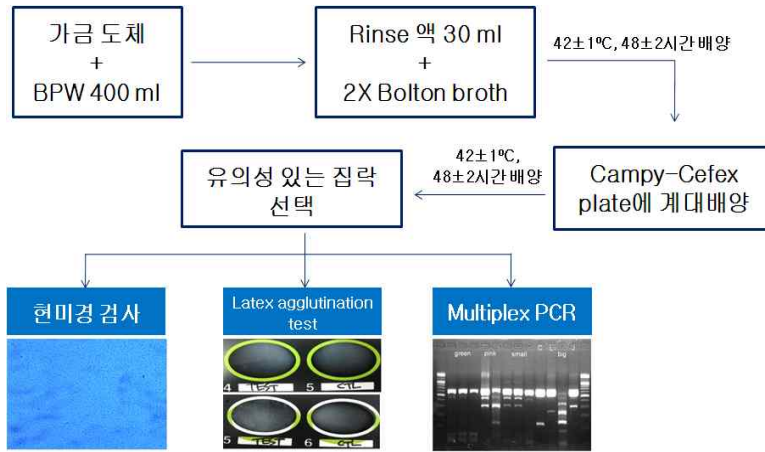 가금 도체
+
BPW 400 ml
Rinse 액 30 ml
+
2X Bolton broth
42±1⁰C, 48±2시간 배양
Campy-Cefex
plate에 계대배양
42±1⁰C,
48±2시간 배양
유의성 있는 집락
선택
현미경 검사
Latex agglutination
test
Multiplex PCR
4 TEST 5 CTL
5 TEST 6 CTL
green pink small big